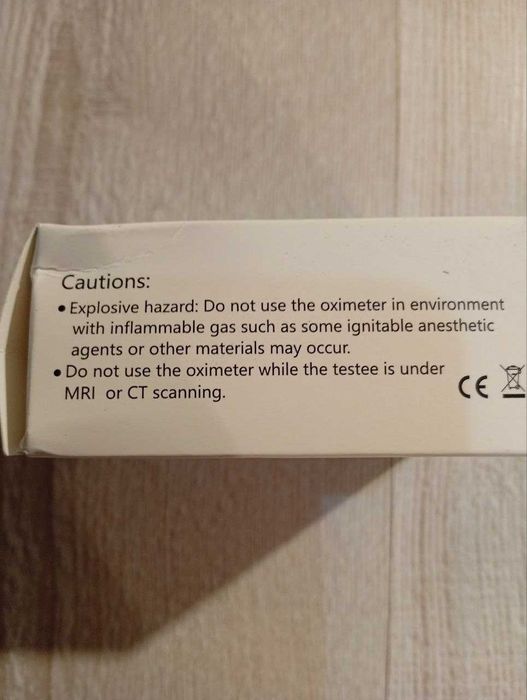 Cautions:
• Explosive hazard: Do not use the oximeter in environment
with inflammable gas such as some ignitable anesthetic
agents or other materials may occur.
• Do not use the oximeter while the testee is under
MRI or CT scanning.
CE